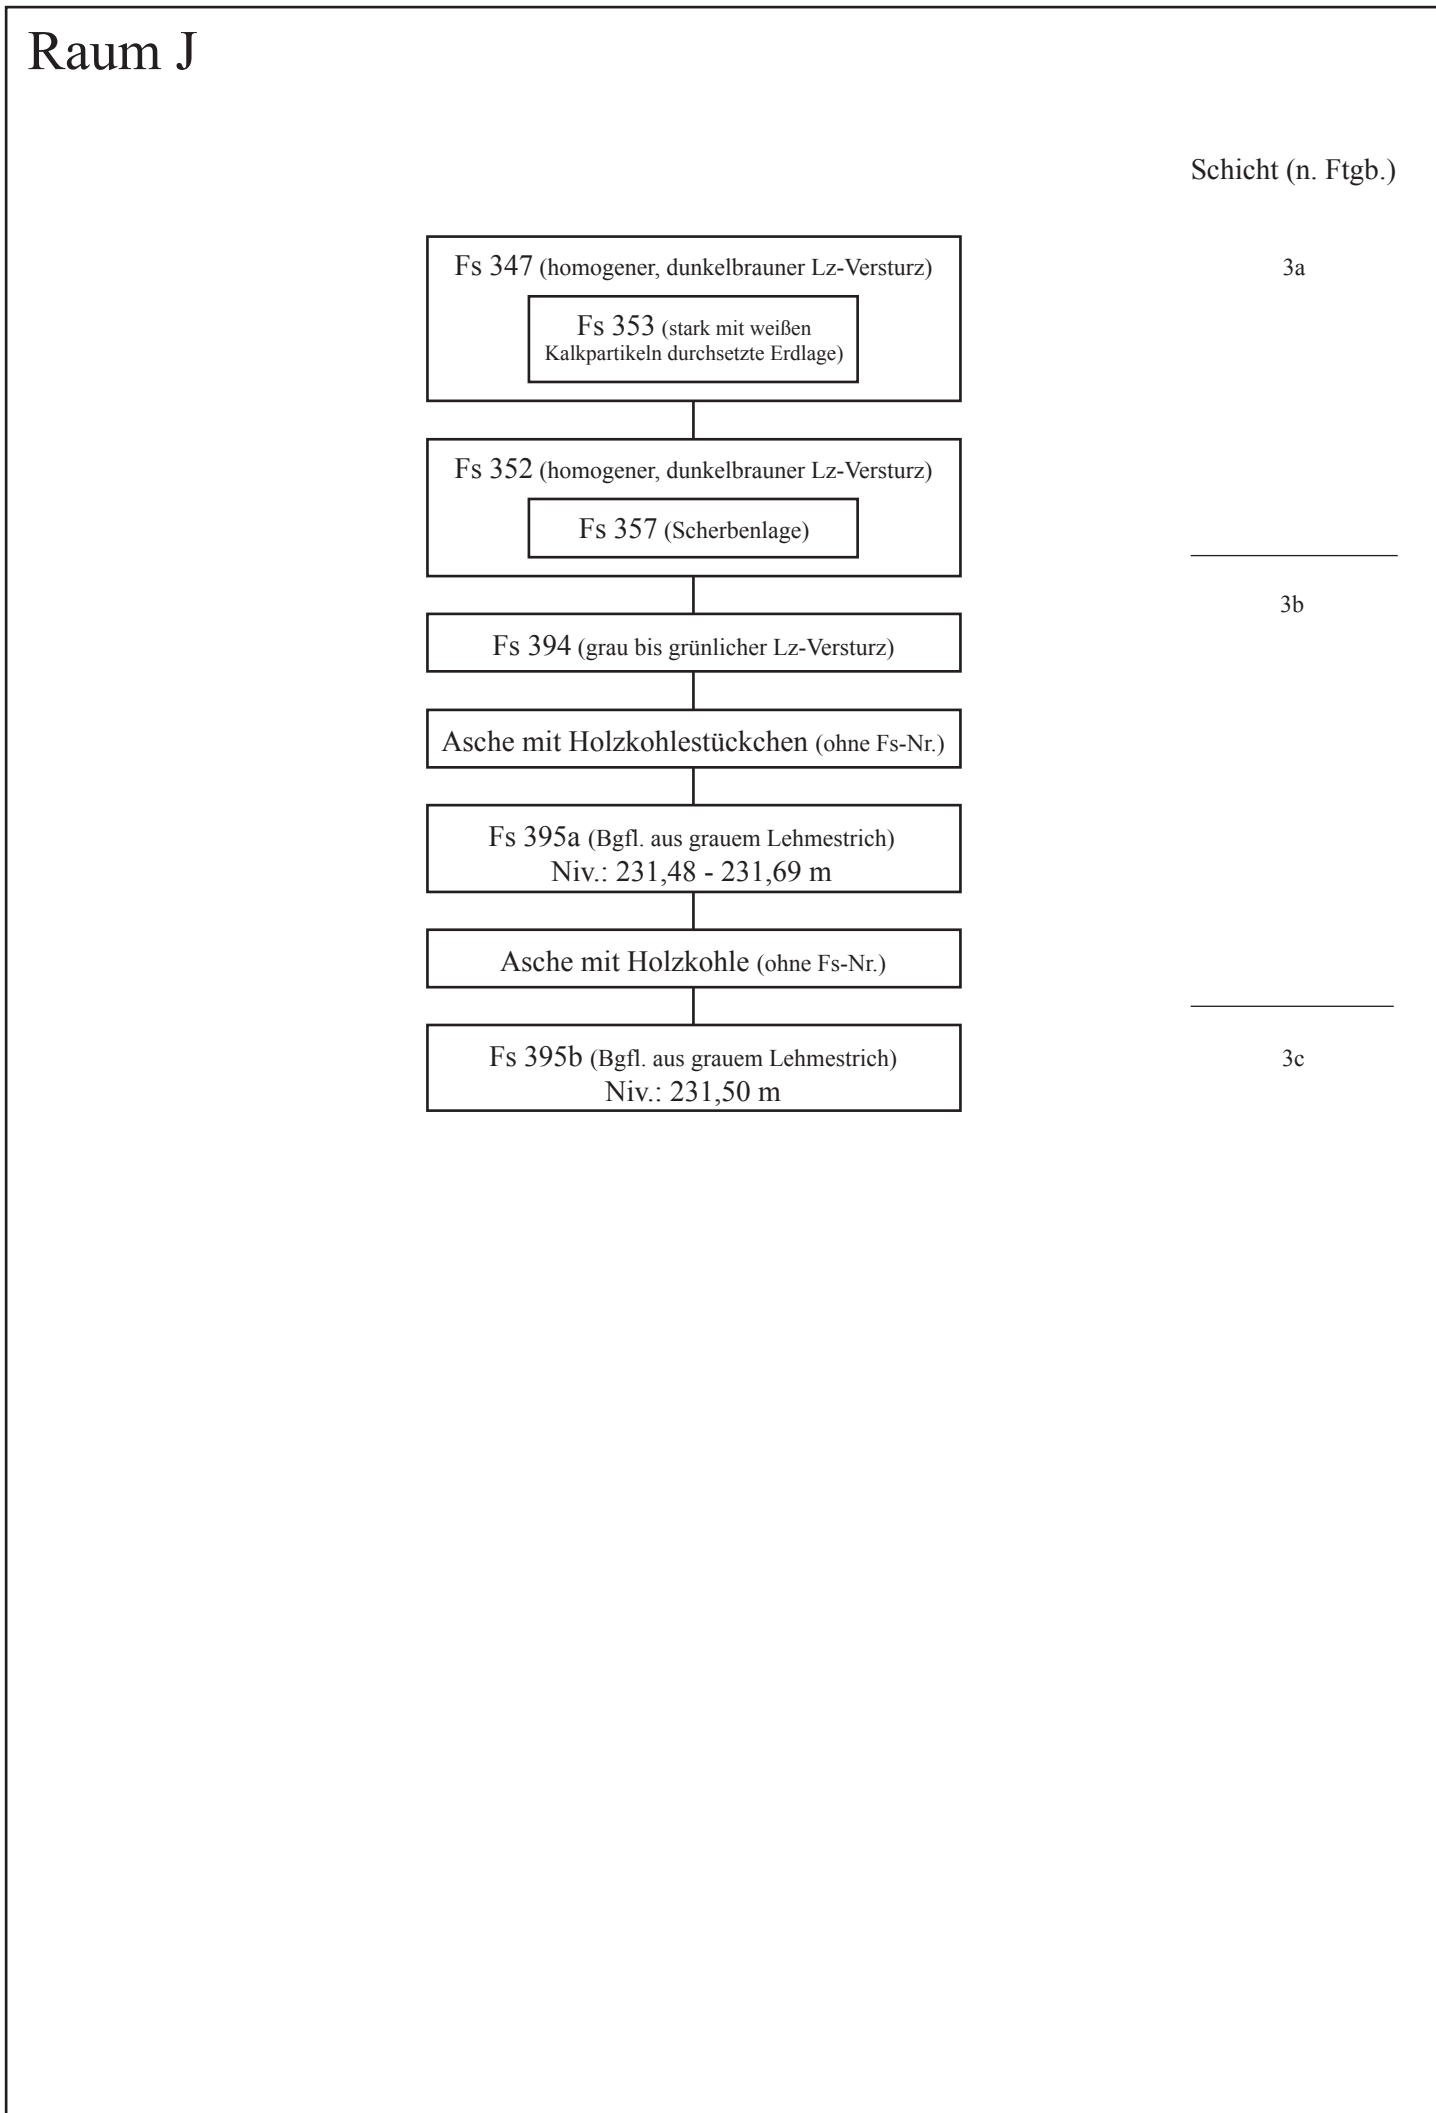 Raum J
Schicht (n. Ftgb.)
Fs 347 (homogener, dunkelbrauner Lz-Versturz)
3a
Fs 353 (stark mit weißen
Kalkpartikeln durchsetzte Erdlage)
Fs 352 (homogener, dunkelbrauner Lz-Versturz)
Fs 357 (Scherbenlage)
3b
Fs 394 (grau bis grünlicher Lz-Versturz)
Asche mit Holzkohlestückchen (ohne Fs-Nr.)
Fs 395a (Bgfl. aus grauem Lehmestrich)
Niv.: 231,48 - 231,69 m
Asche mit Holzkohle (ohne Fs-Nr.)
Fs 395b (Bgfl. aus grauem Lehmestrich)
3c
Niv.: 231,50 m